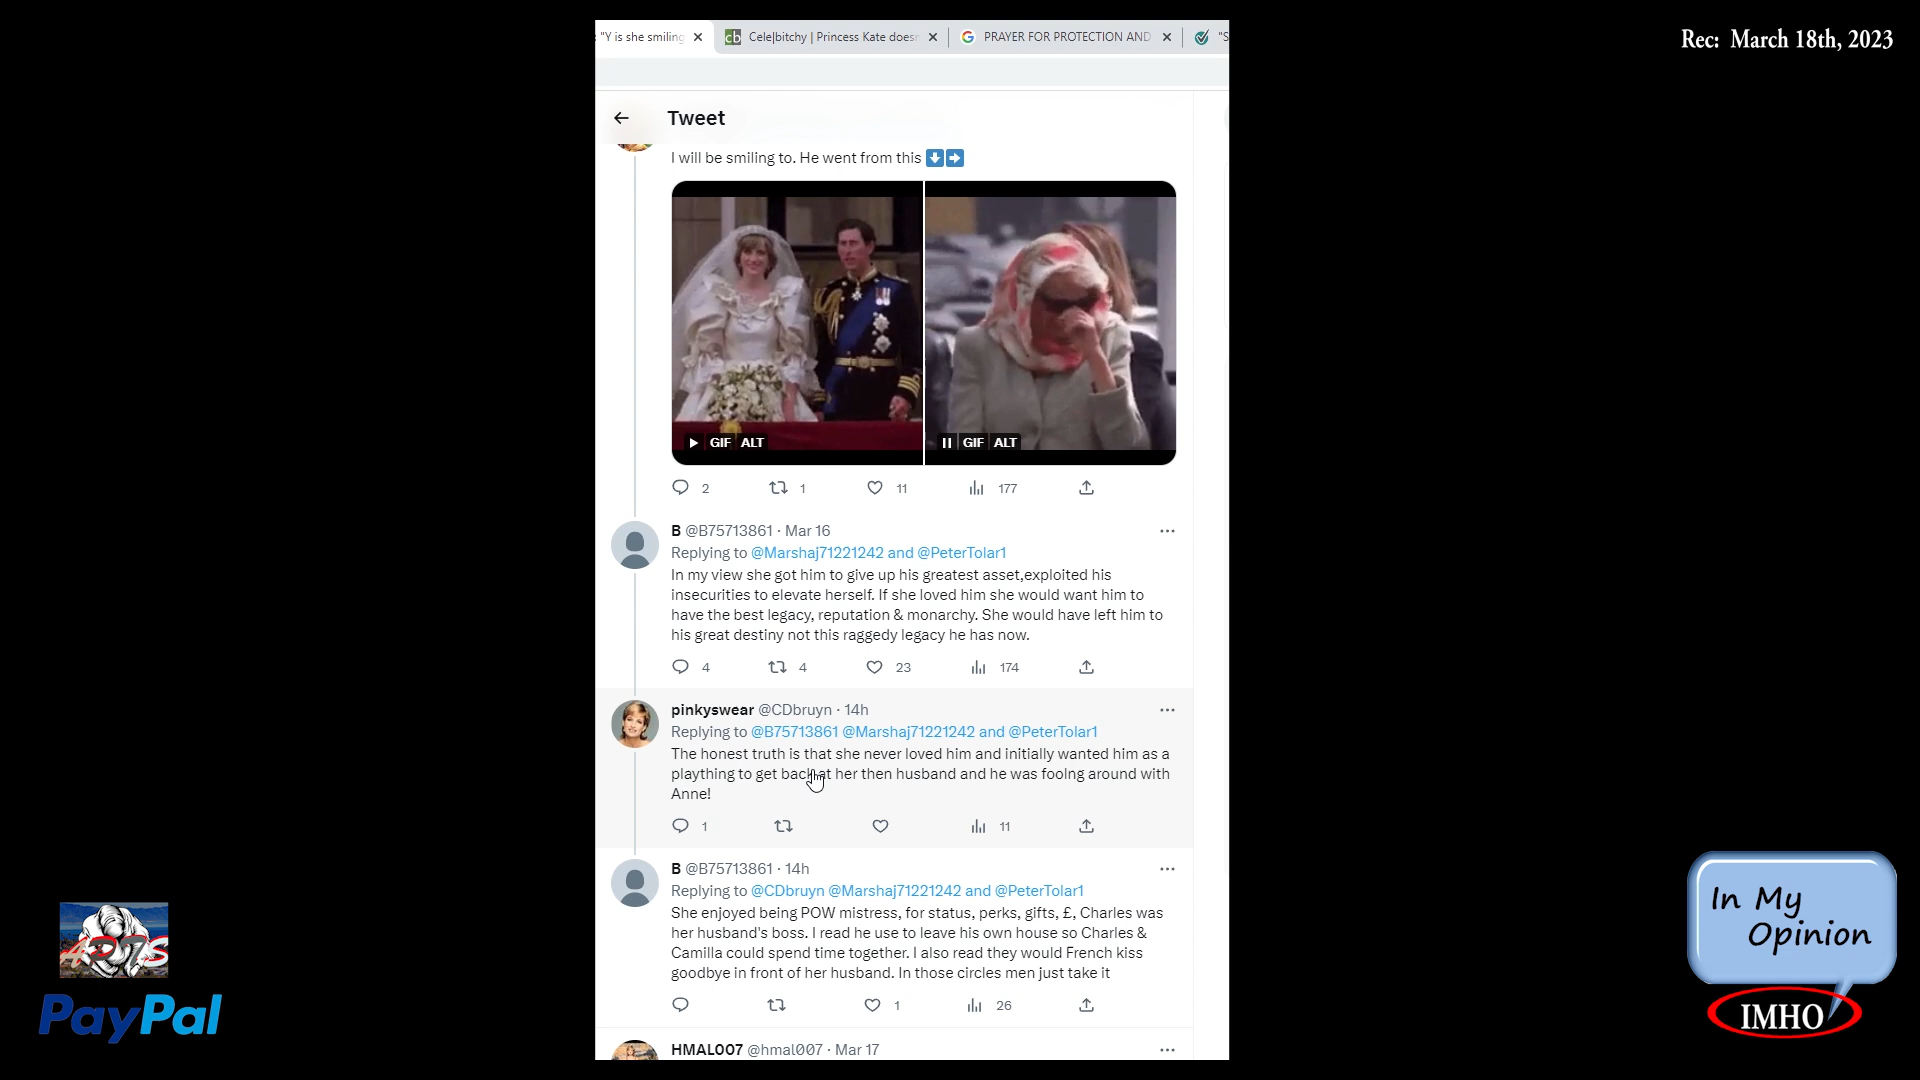 Rec: March 18th, 2023
"Y is she smiling
cb Cele|bitchy | Princess Kate doesn
PRAYER FOR PROTECTION AND
"S
Tweet
I will be smiling to. He went from this
GIF ALT
GIF ALT
2 1 11 177
B @B75713861 · Mar 16
Replying to @Marshaj71221242 and @PeterTolar1
In my view she got him to give up his greatest asset,exploited his
insecurities to elevate herself. If she loved him she would want him to
have the best legacy, reputation & monarchy. She would have left him to
his great destiny not this raggedy legacy he has now.
4 4 23 174
pinkyswear @CDbruyn · 14h
Replying to @B75713861 @Marshaj71221242 and @PeterTolar1
The honest truth is that she never loved him and initially wanted him as a
plaything to get back at her then husband and he was foolng around with
Anne!
1 11
B @B75713861 · 14h
Replying to @CDbruyn @Marshaj71221242 and @PeterTolar1
She enjoyed being POW mistress, for status, perks, gifts, £, Charles was
her husband's boss. I read he use to leave his own house so Charles &
Camilla could spend time together. I also read they would French kiss
goodbye in front of her husband. In those circles men just take it
1 26
HMAL007 @hmal007 · Mar 17
PayPal
In My
Opinion
IMHO